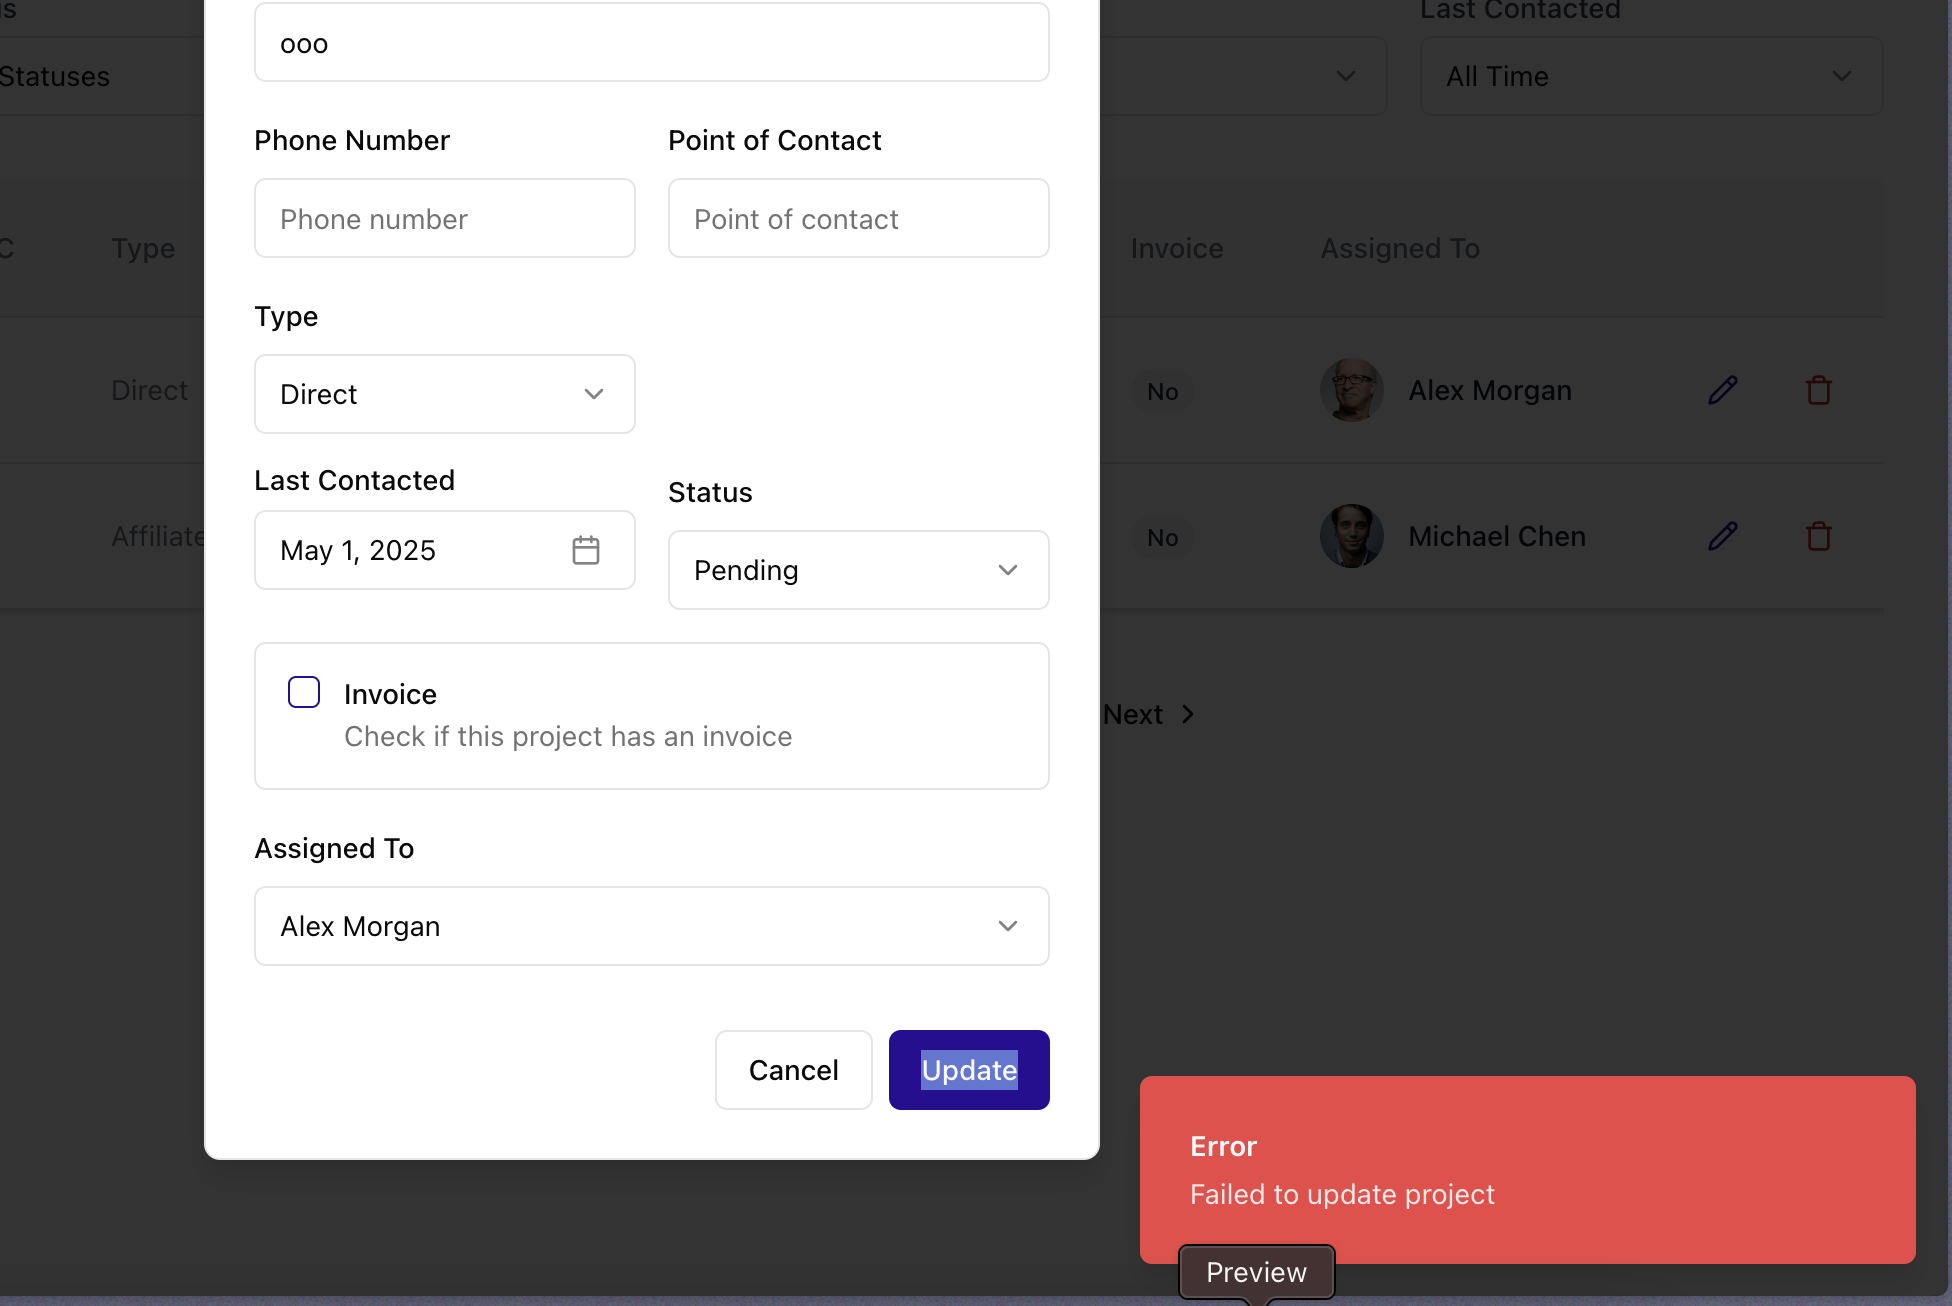 Last Contacted
ooo
Statuses
All Time
Phone Number
Point of Contact
Phone number
Point of contact
C
Type
Invoice
Assigned To
Type
Direct
Direct
No
Alex Morgan
Last Contacted
Status
May 1, 2025
Pending
Affiliate
No
Michael Chen
Invoice
Check if this project has an invoice
Next
Assigned To
Alex Morgan
Cancel
Update
Error
Failed to update project
Preview